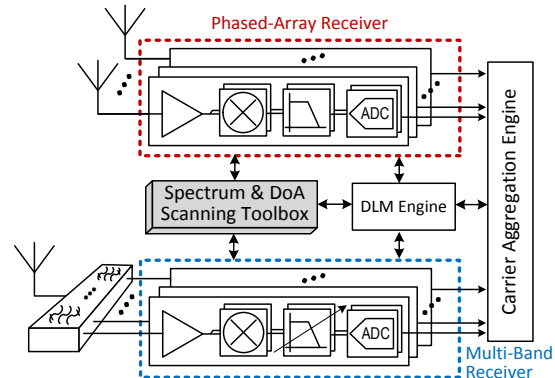 Phased-Array Receiver
ADC
Spectrum & DoA
Scanning Toolbox
DLM Engine
Carrier Aggregation Engine
ADC
Multi-Band
Receiver